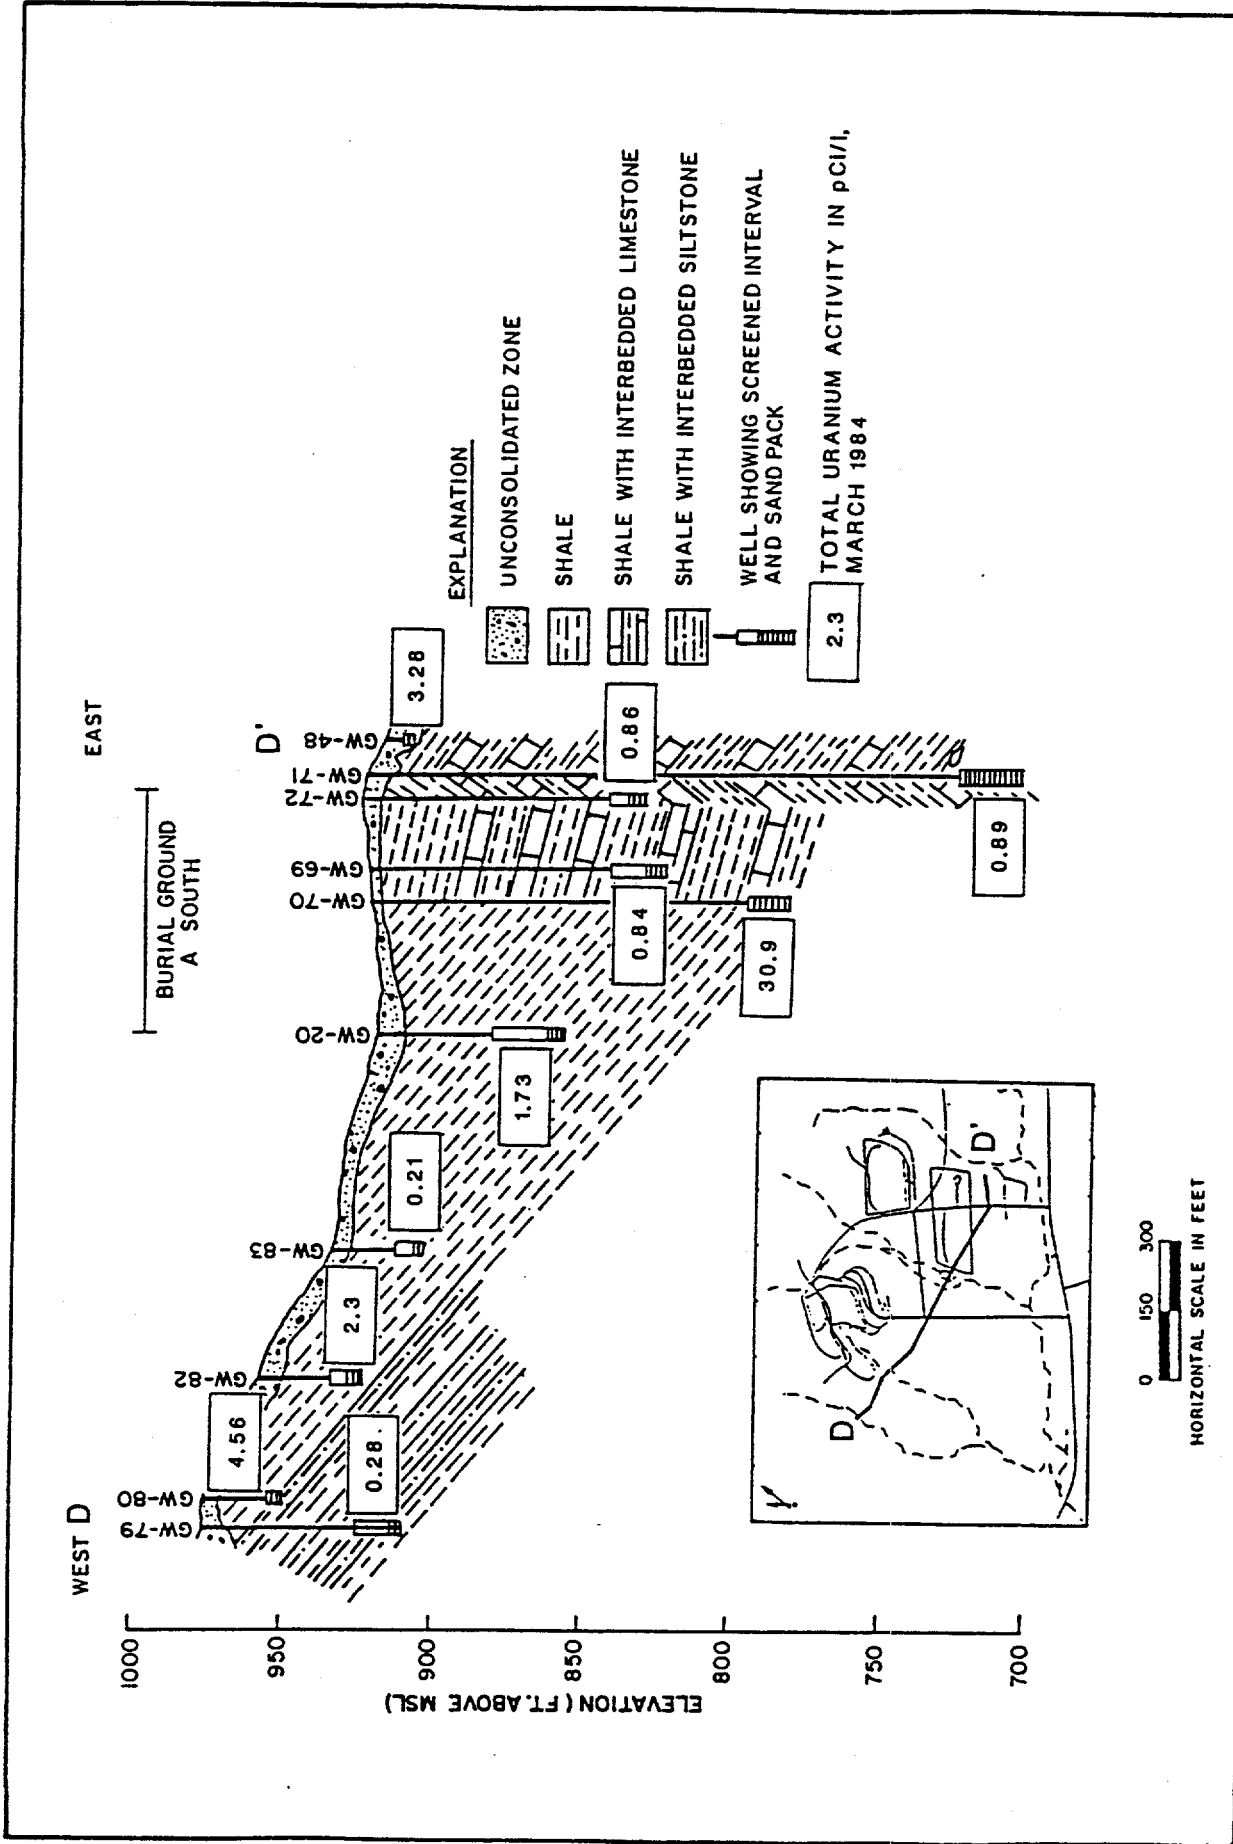 WEST D
EAST
D'
BURIAL GROUND
A SOUTH
GW-79
GW-80
GW-82
GW-83
GW-20
GW-70
GW-69
GW-72
GW-71
GW-48
4.56
0.28
2.3
0.21
1.73
30.9
0.84
0.86
0.89
3.28
ELEVATION (FT. ABOVE MSL)
1000
950
900
850
800
750
700
EXPLANATION
UNCONSOLIDATED ZONE
SHALE
SHALE WITH INTERBEDDED LIMESTONE
SHALE WITH INTERBEDDED SILTSTONE
WELL SHOWING SCREENED INTERVAL
AND SAND PACK
2.3
TOTAL URANIUM ACTIVITY IN pCi/l,
MARCH 1984
D
D'
?
0 150 300
HORIZONTAL SCALE IN FEET